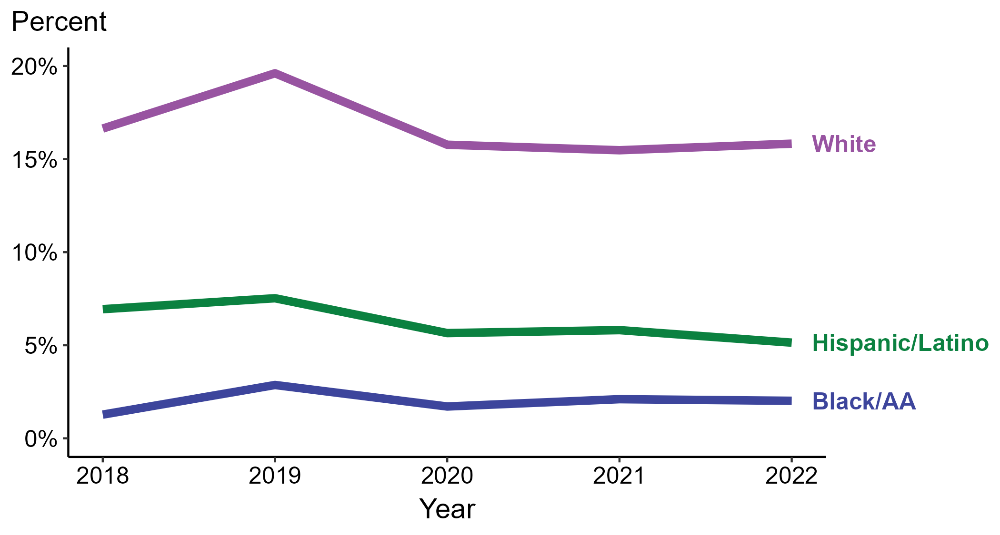 Percent
20%
15%
10%
5%
0%
White
Hispanic/Latino
Black/AA
2018 2019 2020 2021 2022
Year